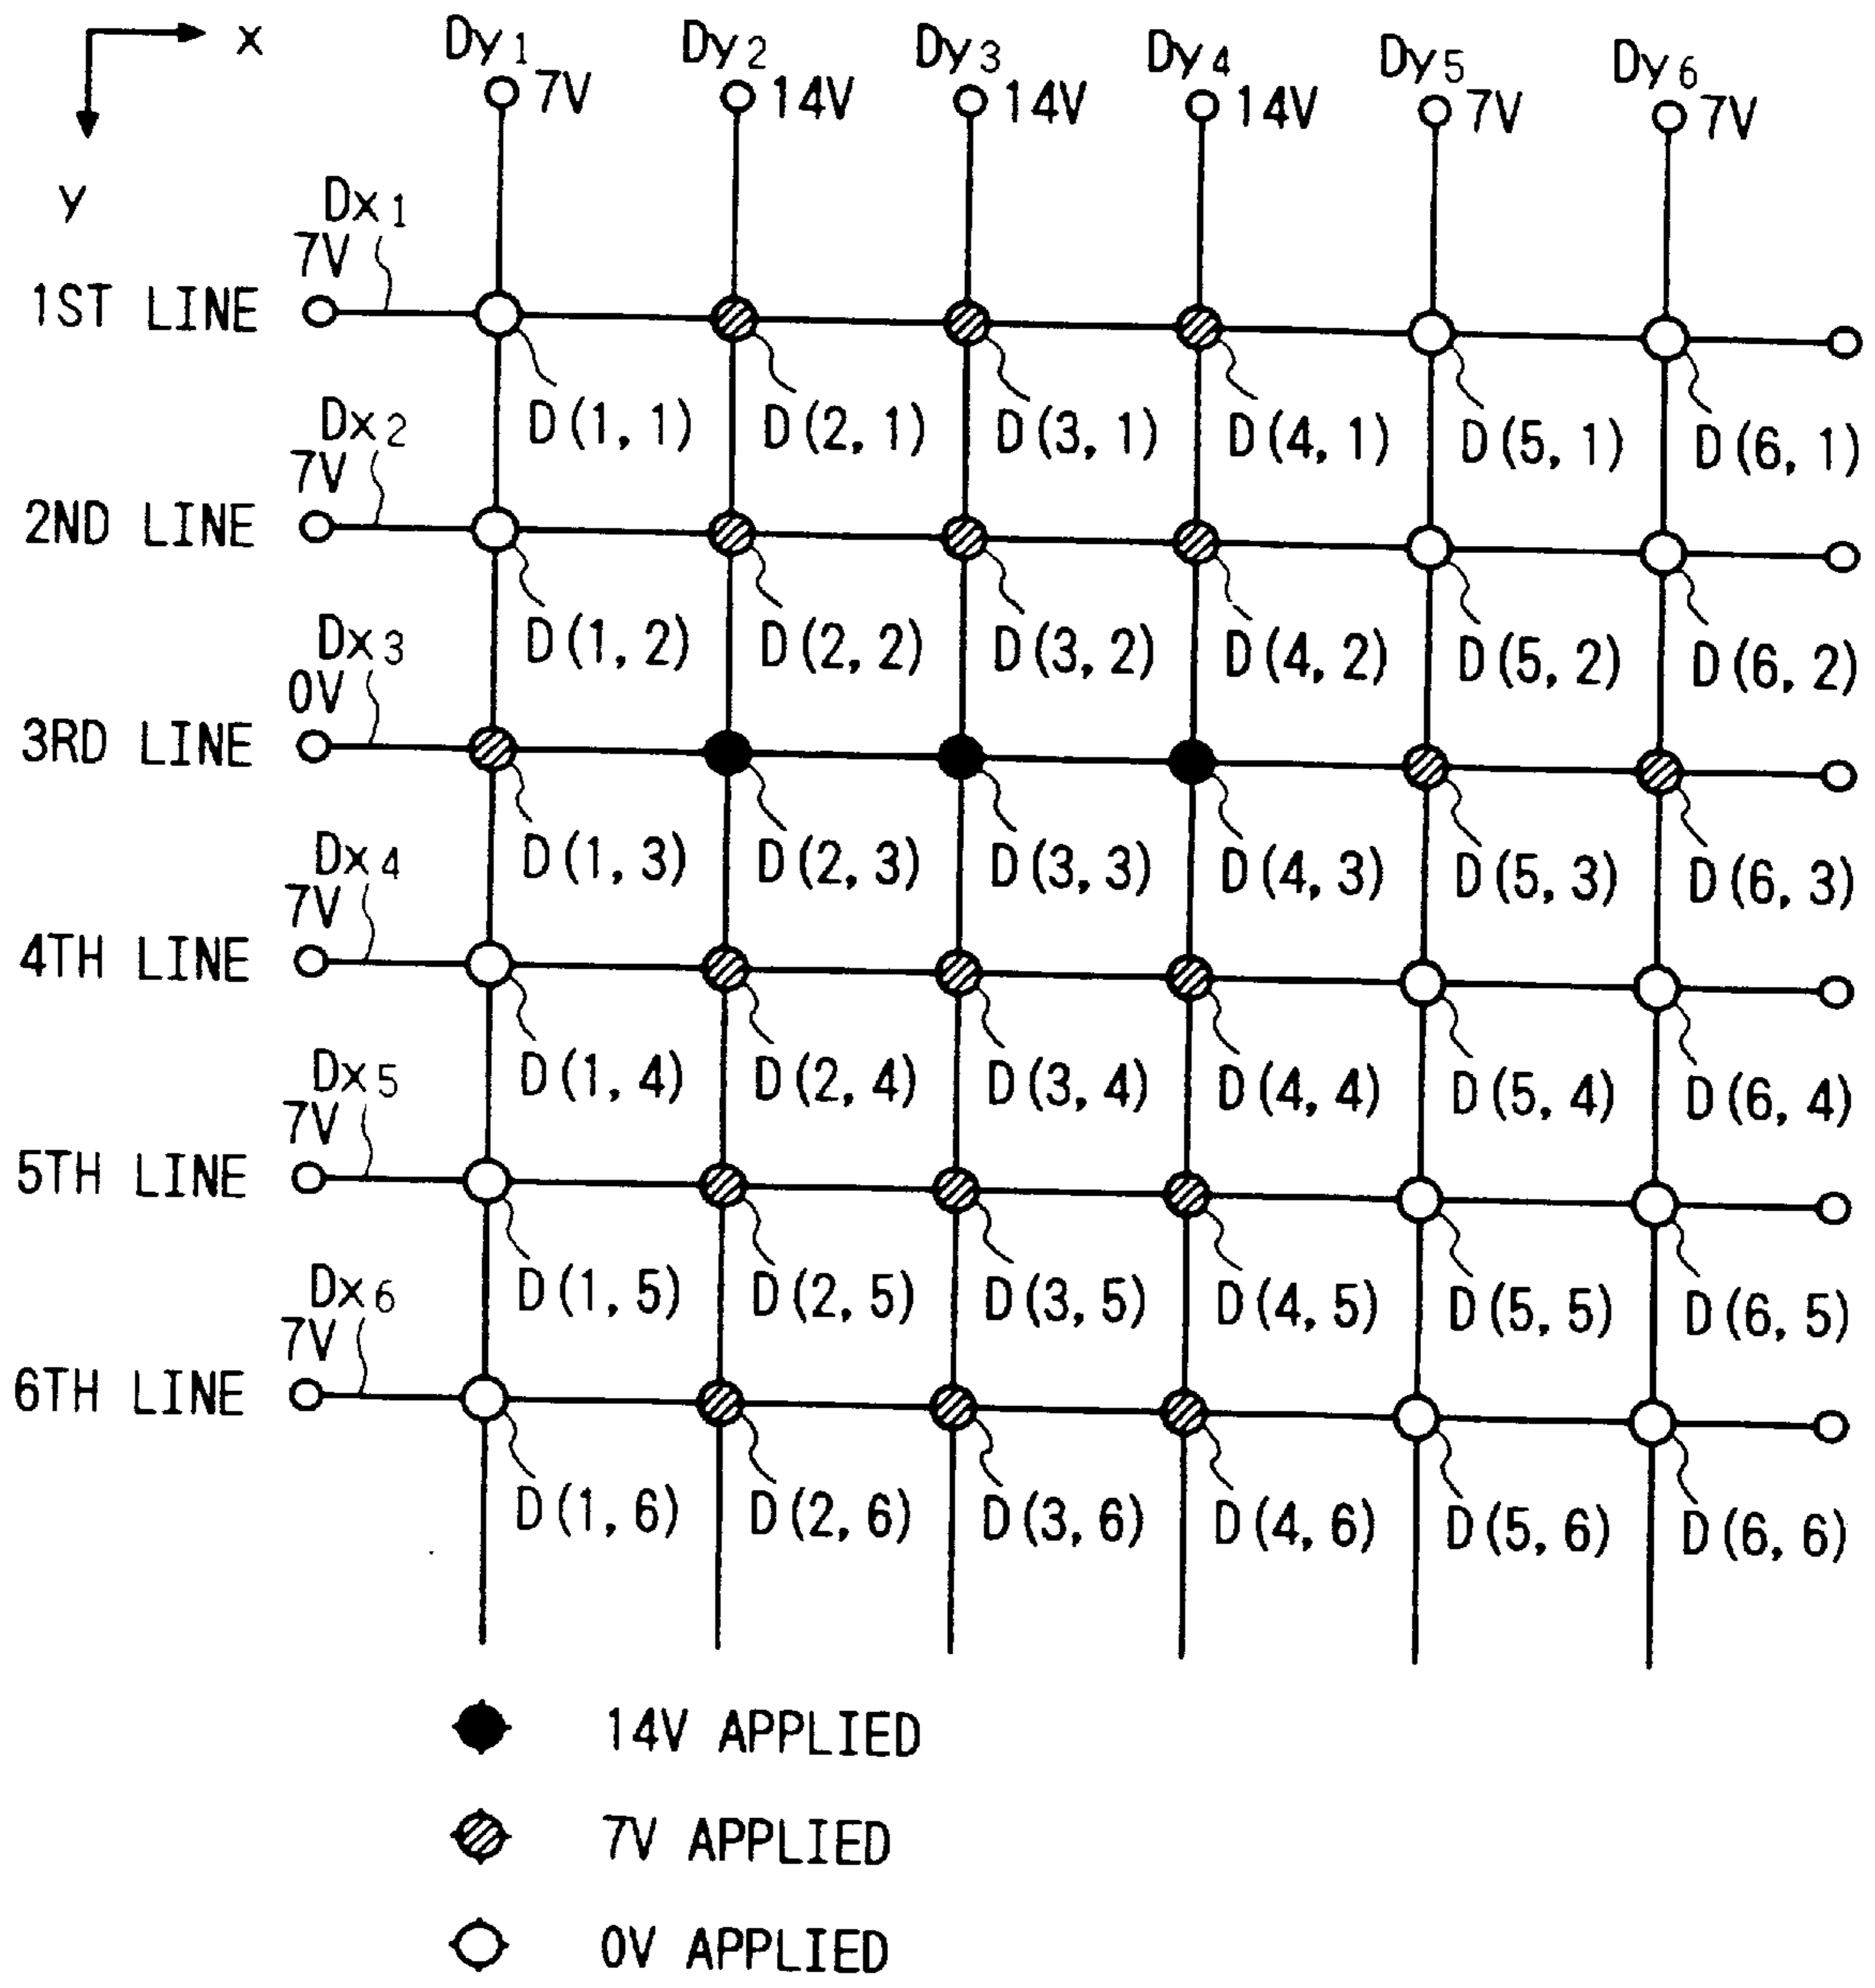 x
y
Dy1 Dy2 Dy3 Dy4 Dy5 Dy6
7V 14V 14V 14V 7V 7V
Dx1
7V
1ST LINE
D(1, 1) D(2, 1) D(3, 1) D(4, 1) D(5, 1) D(6, 1)
Dx2
7V
2ND LINE
D(1, 2) D(2, 2) D(3, 2) D(4, 2) D(5, 2) D(6, 2)
Dx3
0V
3RD LINE
D(1, 3) D(2, 3) D(3, 3) D(4, 3) D(5, 3) D(6, 3)
Dx4
7V
4TH LINE
D(1, 4) D(2, 4) D(3, 4) D(4, 4) D(5, 4) D(6, 4)
Dx5
7V
5TH LINE
D(1, 5) D(2, 5) D(3, 5) D(4, 5) D(5, 5) D(6, 5)
Dx6
7V
6TH LINE
D(1, 6) D(2, 6) D(3, 6) D(4, 6) D(5, 6) D(6, 6)
14V APPLIED
7V APPLIED
0V APPLIED